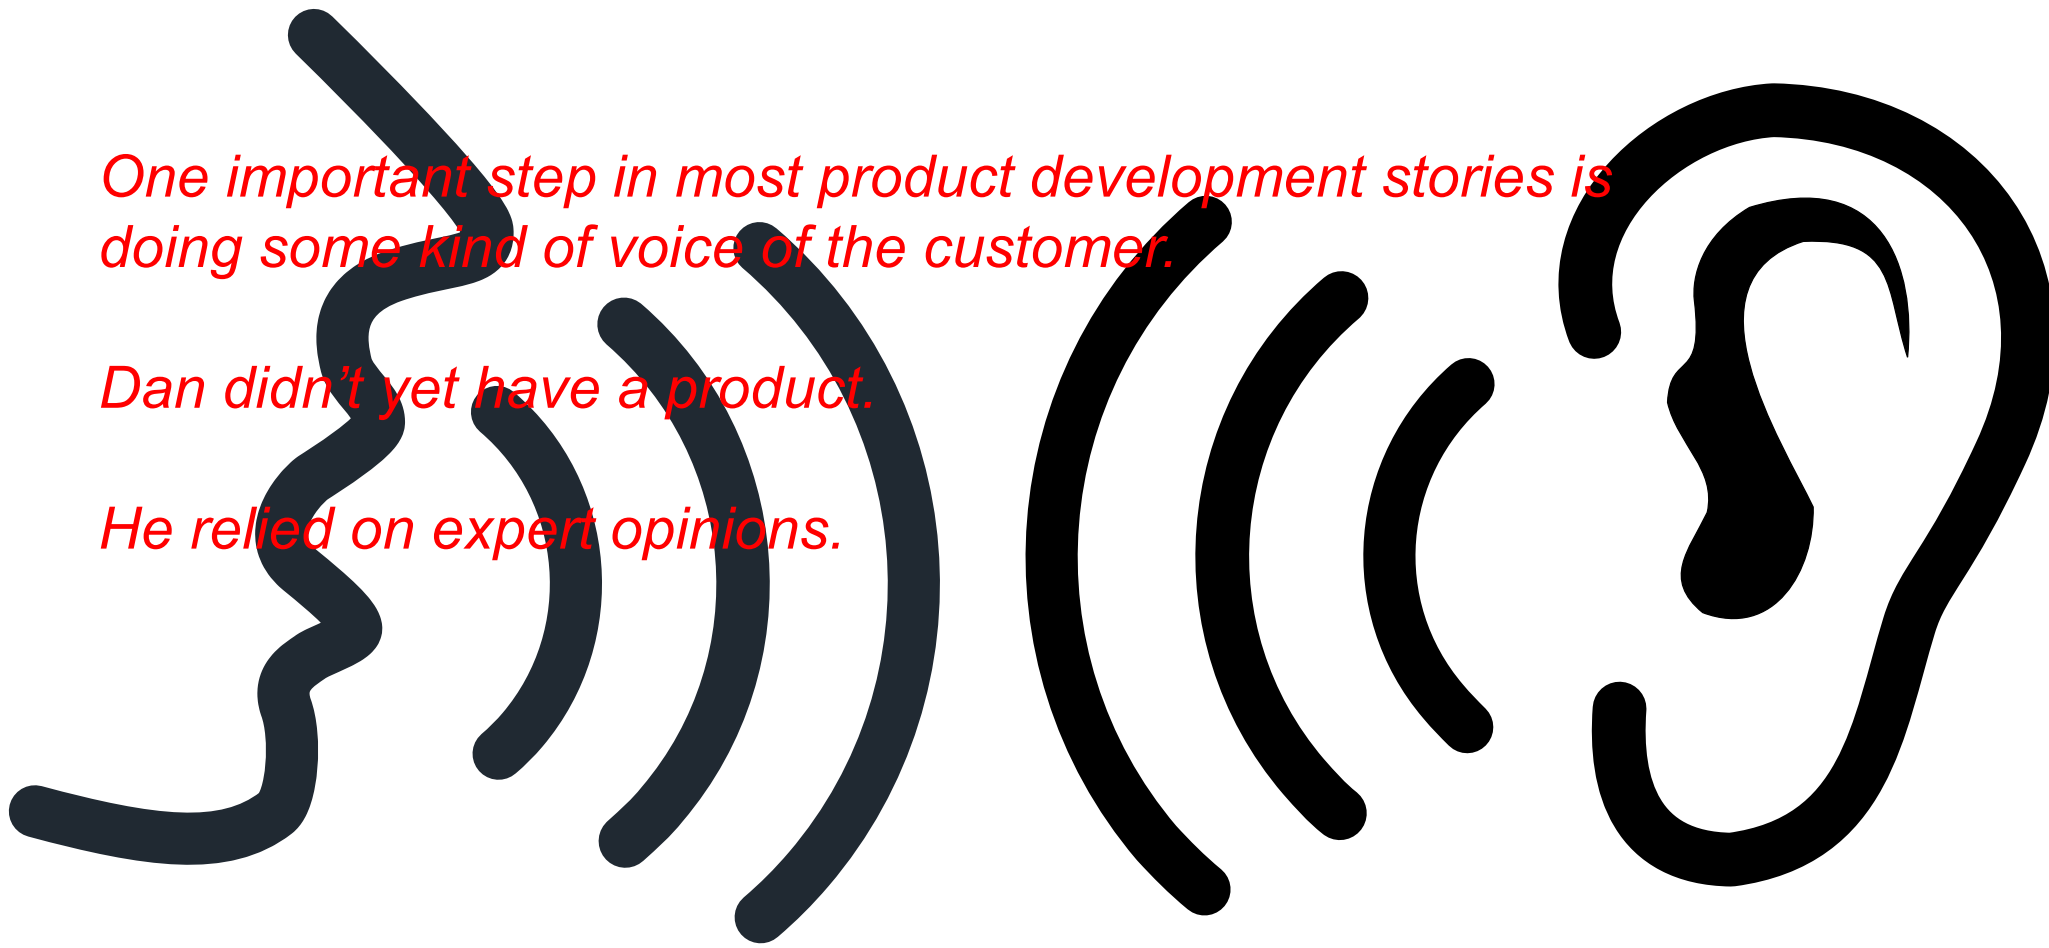 One important step in most product development stories is
doing some kind of voice of the customer.
Dan didn’t yet have a product.
He relied on expert opinions.